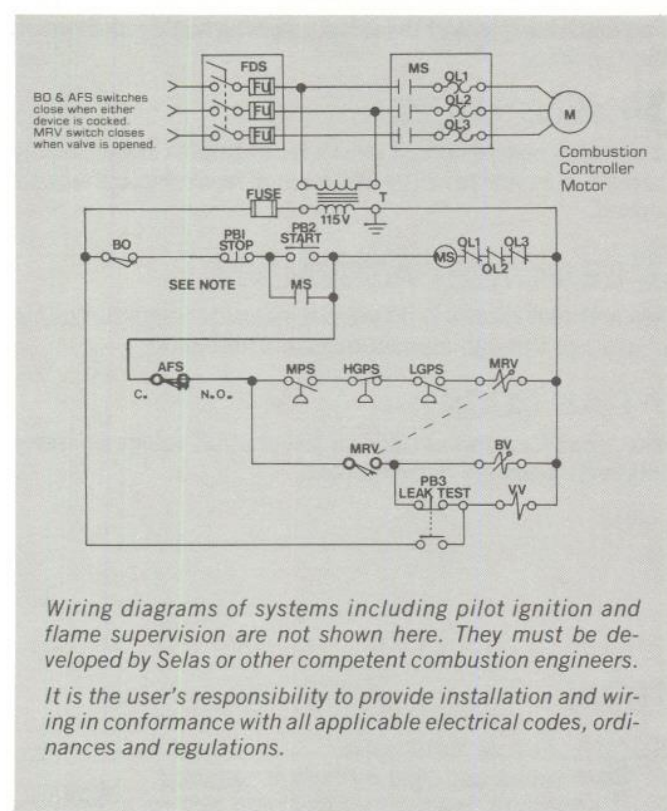 FDS
MS
OL1
OL2
OL3
FU
FU
FU
M
BO & AFS switches
close when either
device is cocked.
MRV switch closes
when valve is opened.
Combustion
Controller
Motor
FUSE
T
115V
BO
PB1
STOP
PB2
START
OL1
OL3
MS
OL2
SEE NOTE
MS
AFS
MPS
HGPS
LGPS
MRV
C.
N.O.
MRV
BV
PB3
LEAK TEST
VV
Wiring diagrams of systems including pilot ignition and
flame supervision are not shown here. They must be de-
veloped by Selas or other competent combustion engineers.
It is the user's responsibility to provide installation and wir-
ing in conformance with all applicable electrical codes, ordi-
nances and regulations.